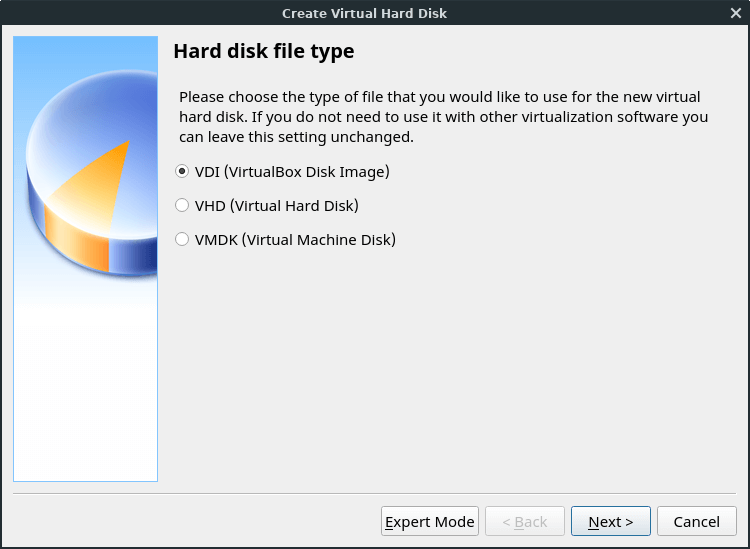 Create Virtual Hard Disk
Hard disk file type
Please choose the type of file that you would like to use for the new virtual
hard disk. If you do not need to use it with other virtualization software you
can leave this setting unchanged.
VDI (VirtualBox Disk Image)
VHD (Virtual Hard Disk)
VMDK (Virtual Machine Disk)
Expert Mode
< Back
Next >
Cancel